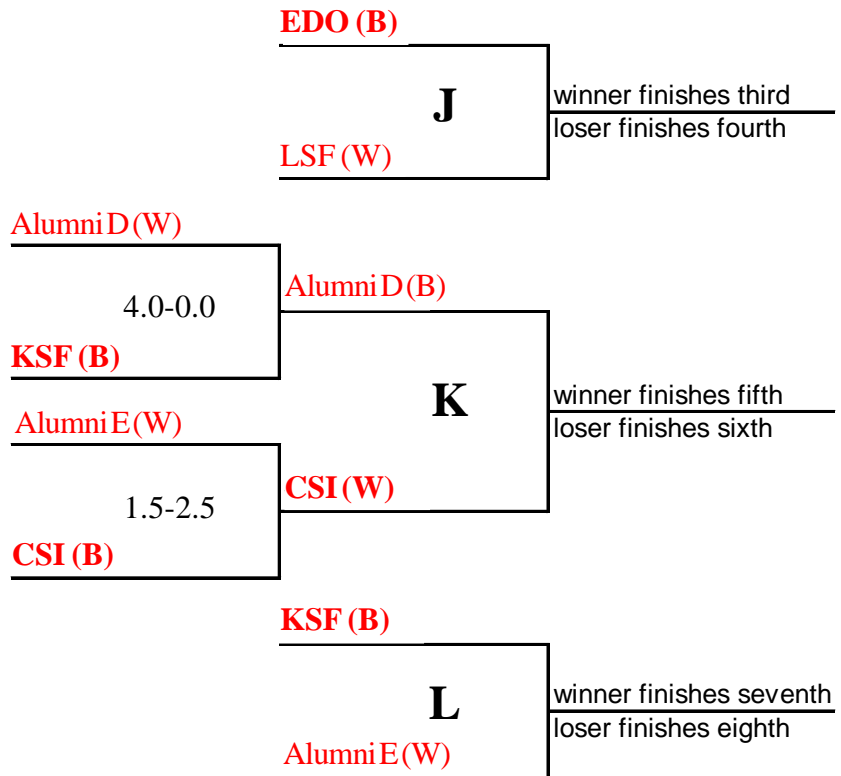 EDO (B)
J
winner finishes third
loser finishes fourth
LSF (W)
Alumni D (W)
4.0-0.0
Alumni D (B)
KSF (B)
K
winner finishes fifth
loser finishes sixth
Alumni E (W)
1.5-2.5
CSI (W)
CSI (B)
KSF (B)
L
winner finishes seventh
loser finishes eighth
Alumni E (W)